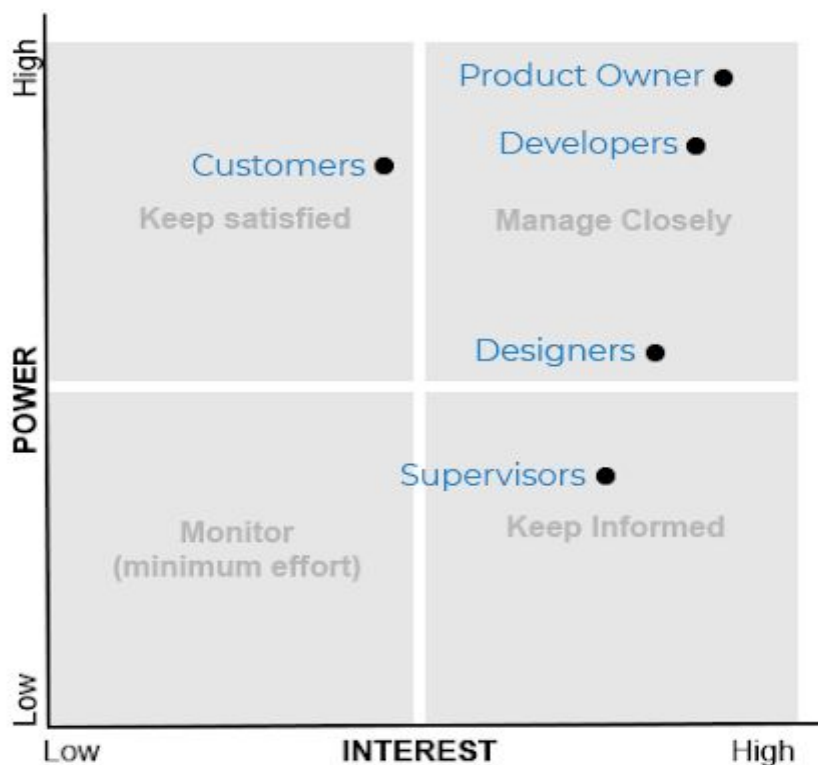 High
Product Owner
Developers
Customers
Keep satisfied
Manage Closely
Designers
POWER
Supervisors
Keep Informed
Monitor
(minimum effort)
Low
Low
INTEREST
High